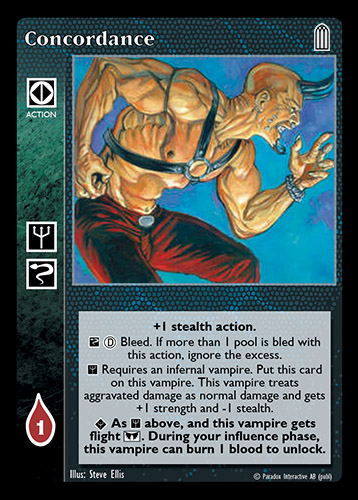 Concordance
ACTION
+1 stealth action.
Ⓓ Bleed. If more than 1 pool is bled with
this action, ignore the excess.
Requires an infernal vampire. Put this card
on this vampire. This vampire treats
aggravated damage as normal damage and gets
+1 strength and -1 stealth.
As above, and this vampire gets
flight. During your influence phase,
this vampire can burn 1 blood to unlock.
1
Illus: Steve Ellis
© Paradox Interactive AB (publ)